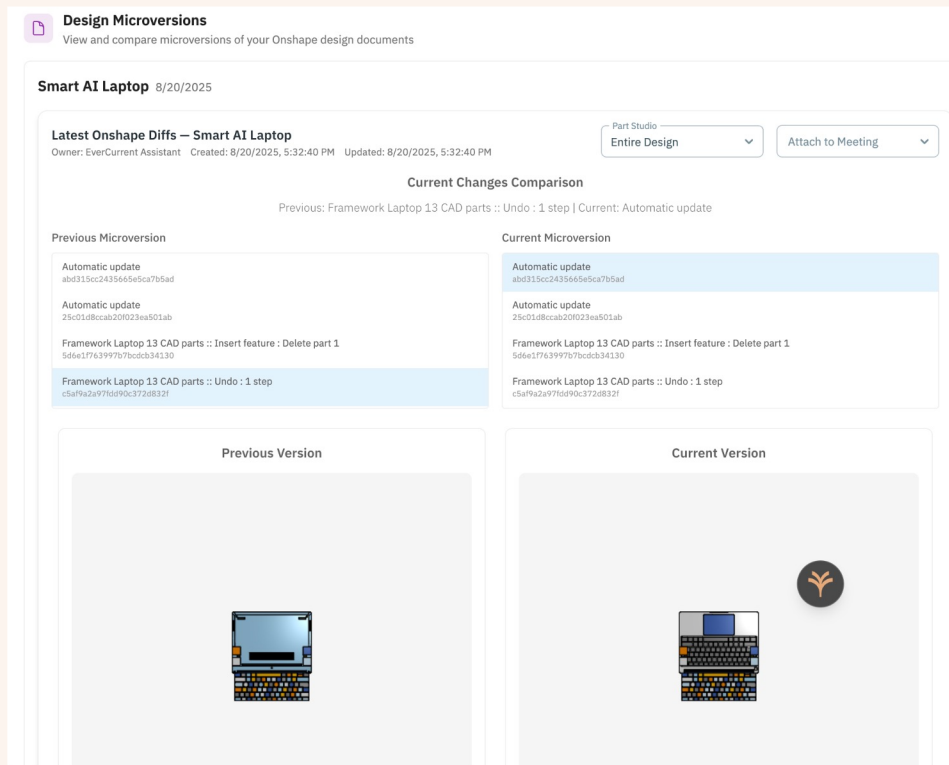 Design Microversions
View and compare microversions of your Onshape design documents
Smart AI Laptop 8/20/2025
Latest Onshape Diffs — Smart AI Laptop
Owner: EverCurrent Assistant Created: 8/20/2025, 5:32:40 PM Updated: 8/20/2025, 5:32:40 PM
Part Studio
Entire Design
Attach to Meeting
Current Changes Comparison
Previous: Framework Laptop 13 CAD parts :: Undo : 1 step | Current: Automatic update
Previous Microversion
Automatic update
abd315cc2435665e5ca7b5ad
Automatic update
25c01d8ccab20f023ea501ab
Framework Laptop 13 CAD parts :: Insert feature : Delete part 1
5d6e1f763997b7bcdcb34130
Framework Laptop 13 CAD parts :: Undo : 1 step
c5af9a2a97fdd90c372d832f
Current Microversion
Automatic update
abd315cc2435665e5ca7b5ad
Automatic update
25c01d8ccab20f023ea501ab
Framework Laptop 13 CAD parts :: Insert feature : Delete part 1
5d6e1f763997b7bcdcb34130
Framework Laptop 13 CAD parts :: Undo : 1 step
c5af9a2a97fdd90c372d832f
Previous Version
Current Version